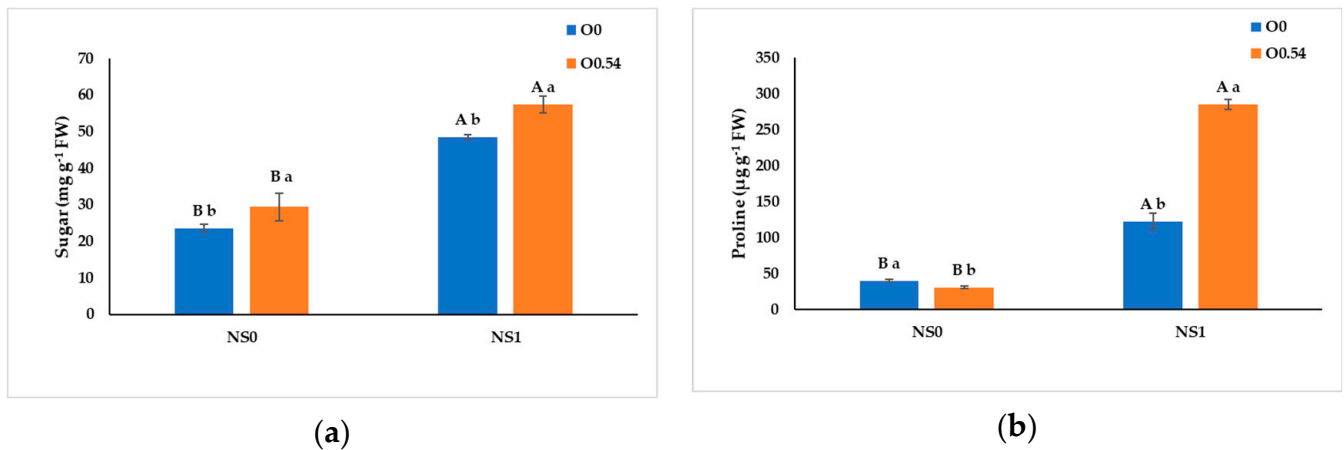 O0
O0.54
Sugar (mg g⁻¹ FW)
70
60
50
40
30
20
10
0
B b
B a
A b
A a
NS0
NS1
(a)
O0
O0.54
Proline (µg g⁻¹ FW)
350
300
250
200
150
100
50
0
B a
B b
A b
A a
NS0
NS1
(b)